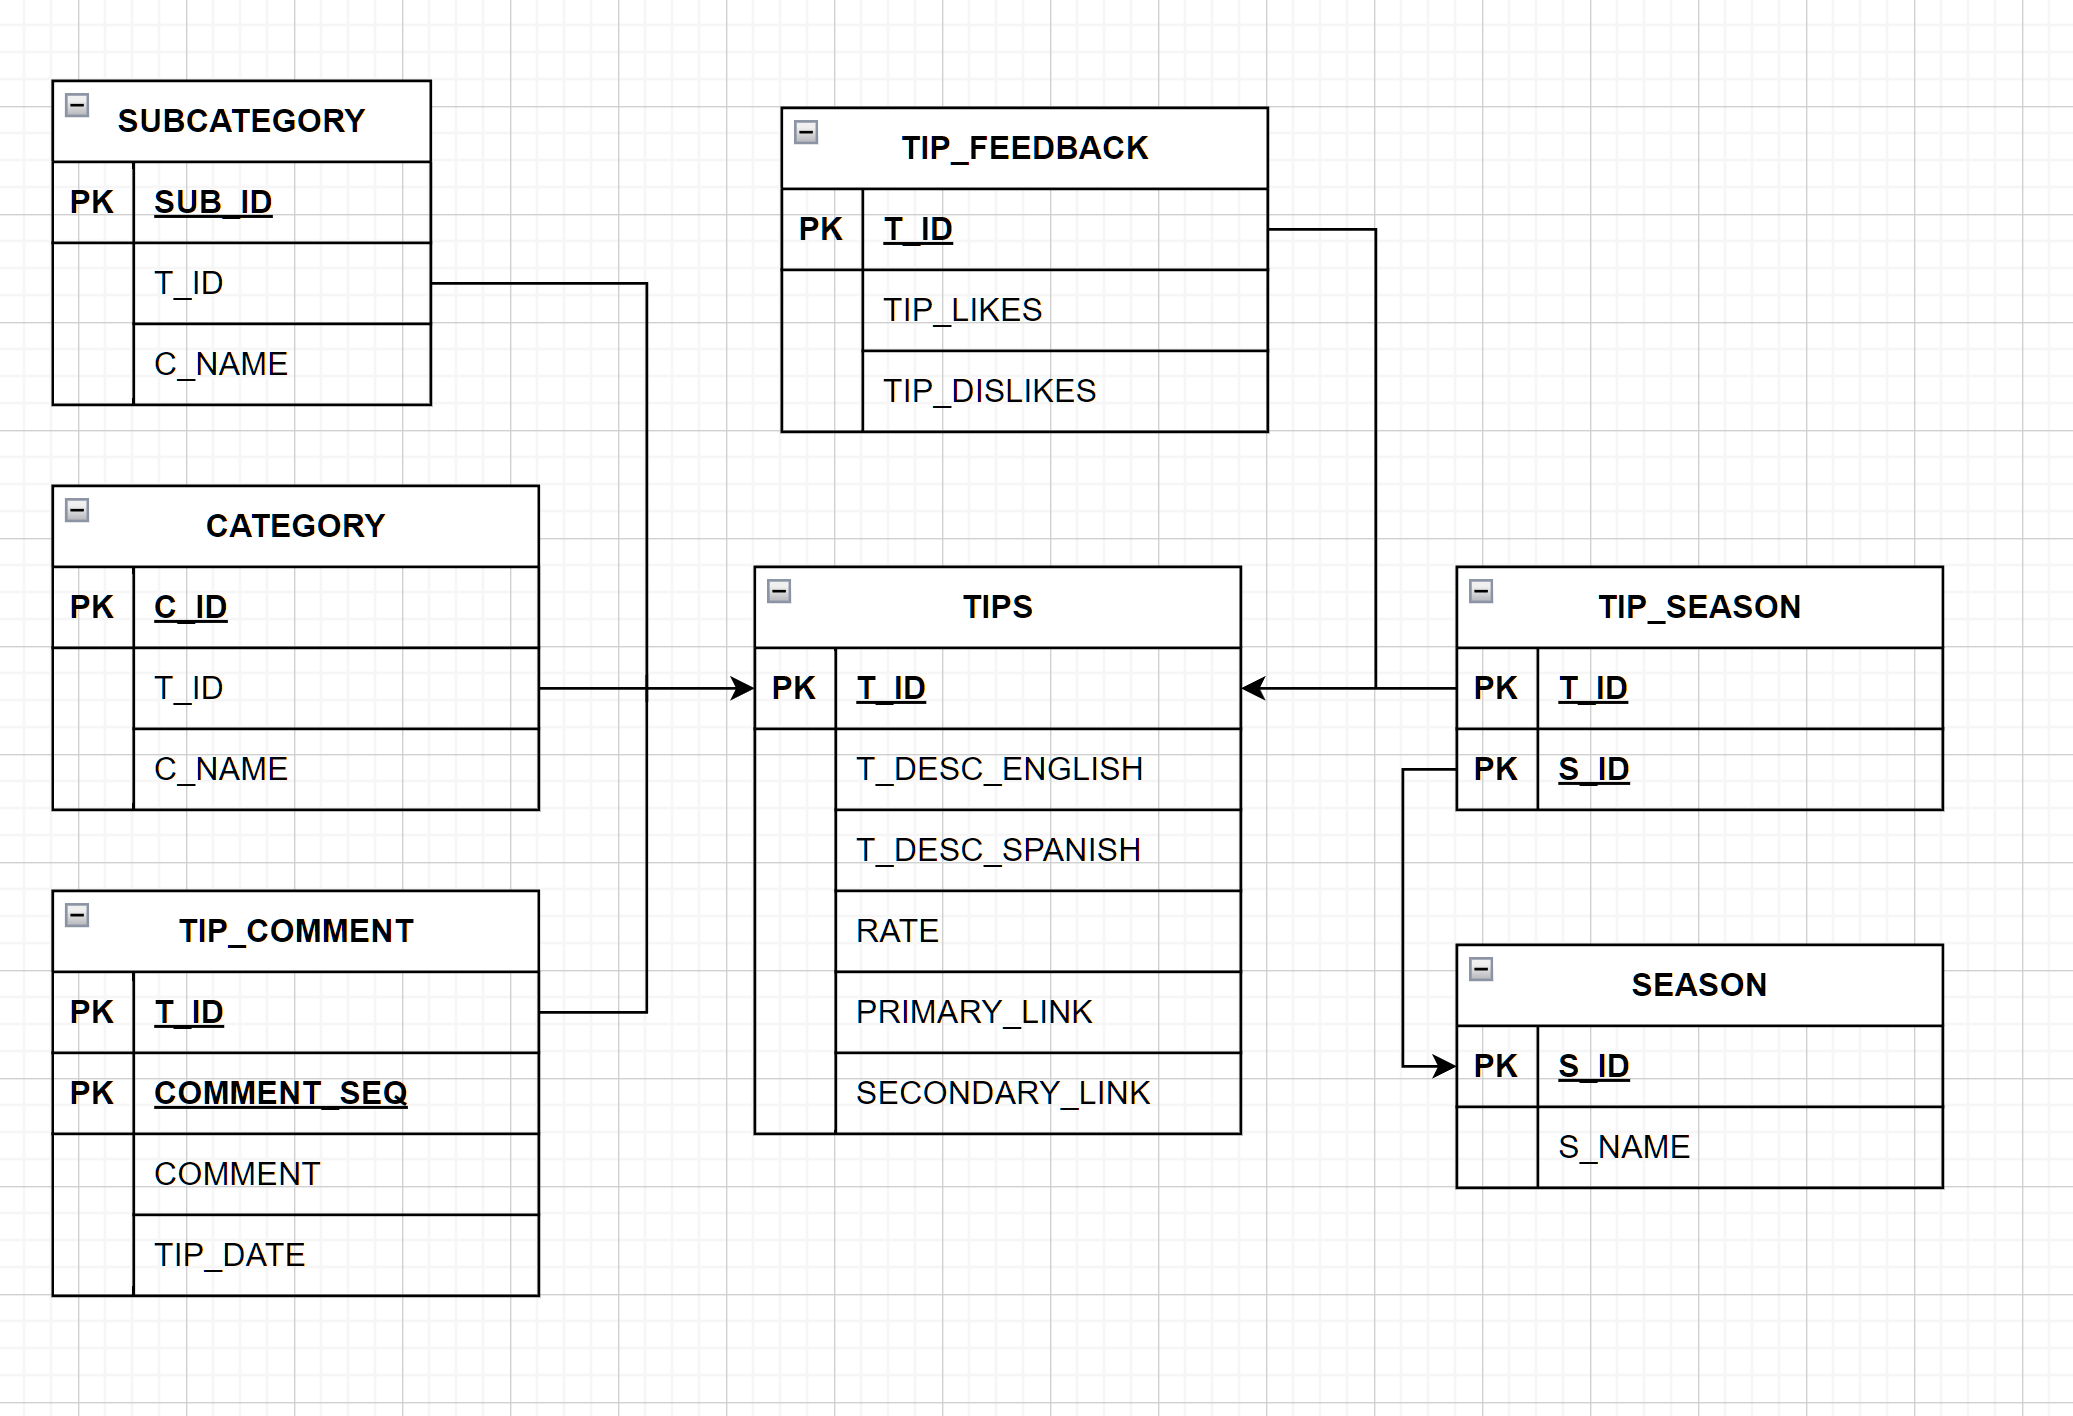 SUBCATEGORY
PK SUB_ID
T_ID
C_NAME
TIP_FEEDBACK
PK T_ID
TIP_LIKES
TIP_DISLIKES
CATEGORY
PK C_ID
T_ID
C_NAME
TIPS
PK T_ID
T_DESC_ENGLISH
T_DESC_SPANISH
RATE
PRIMARY_LINK
SECONDARY_LINK
TIP_SEASON
PK T_ID
PK S_ID
TIP_COMMENT
PK T_ID
PK COMMENT_SEQ
COMMENT
TIP_DATE
SEASON
PK S_ID
S_NAME